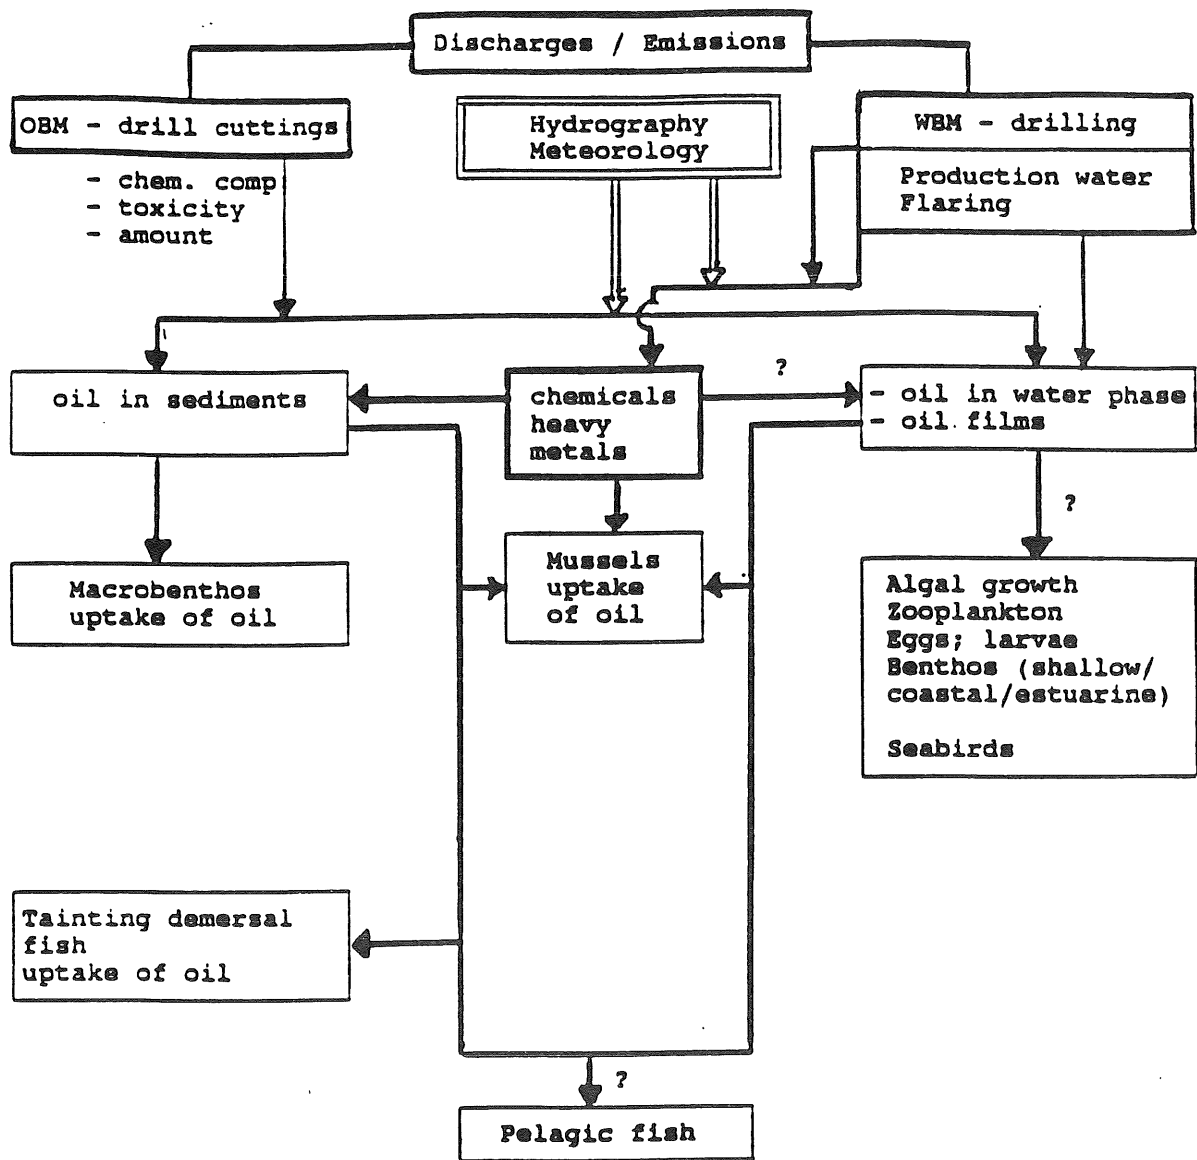 Discharges / Emissions
OBM - drill cuttings
- chem. comp
- toxicity
- amount
Hydrography
Meteorology
WBM - drilling
Production water
Flaring
oil in sediments
chemicals
heavy
metals
?
- oil in water phase
- oil films
?
Macrobenthos
uptake of oil
Mussels
uptake
of oil
Algal growth
Zooplankton
Eggs; larvae
Benthos (shallow/
coastal/estuarine)
Seabirds
Tainting demersal
fish
uptake of oil
?
Pelagic fish